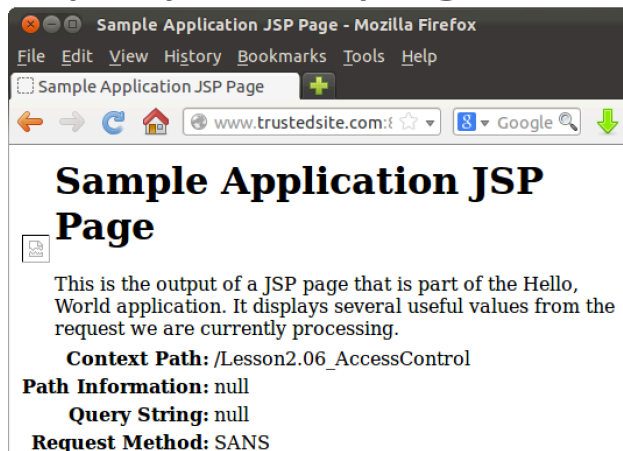 Sample Application JSP Page - Mozilla Firefox
File Edit View History Bookmarks Tools Help
Sample Application JSP Page
www.trustedsite.com:8 Google
Sample Application JSP
Page
This is the output of a JSP page that is part of the Hello,
World application. It displays several useful values from the
request we are currently processing.
Context Path: /Lesson2.06_AccessControl
Path Information: null
Query String: null
Request Method: SANS